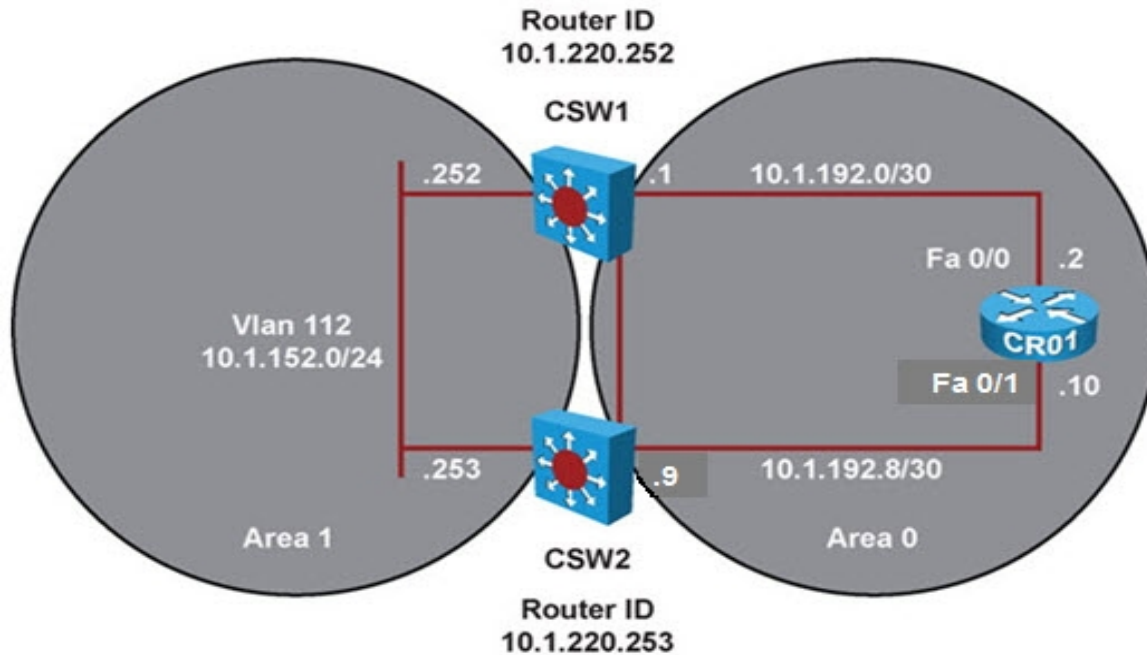 Router ID
10.1.220.252
CSW1
.252
.1
10.1.192.0/30
Fa 0/0
.2
Vlan 112
10.1.152.0/24
CR01
Fa 0/1
.10
.253
.9
10.1.192.8/30
Area 1
Area 0
CSW2
Router ID
10.1.220.253